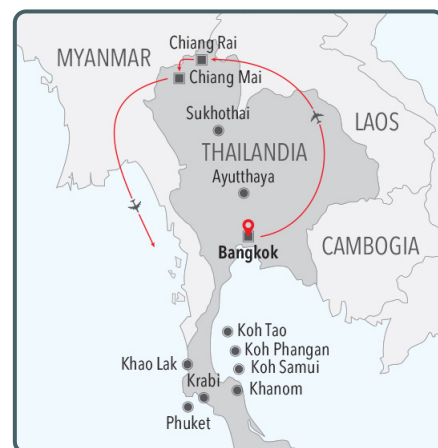 Chiang Rai
MYANMAR
Chiang Mai
Sukhothai
LAOS
THAILANDIA
Ayutthaya
Bangkok
CAMBOGIA
Koh Tao
Koh Phangan
Khao Lak
Koh Samui
Krabi
Khanom
Phuket